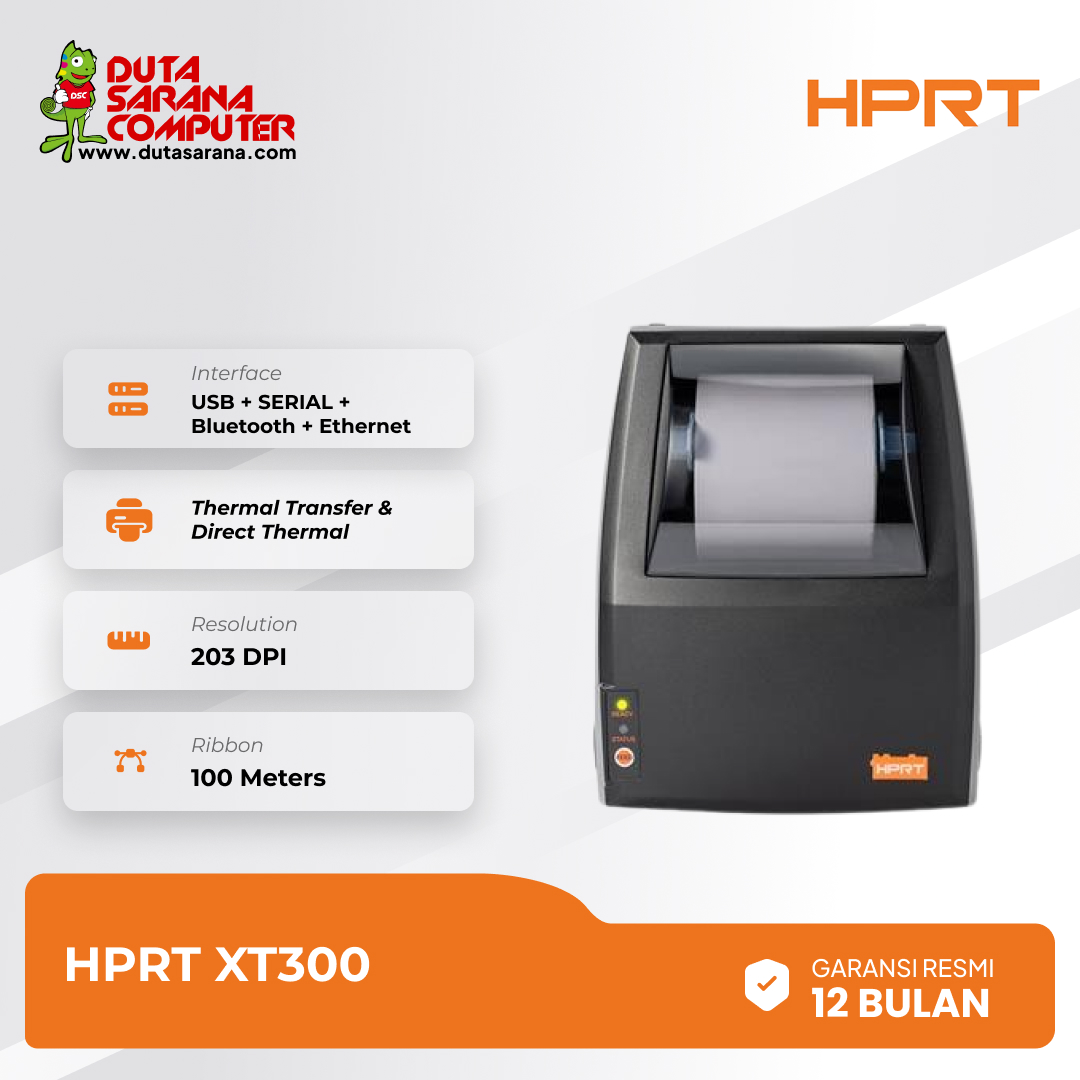 DUTA
SARANA
COMPUTER
www.dutasarana.com
DSC
HPRT
Interface
USB + SERIAL +
Bluetooth + Ethernet
Thermal Transfer &
Direct Thermal
Resolution
203 DPI
Ribbon
100 Meters
READY
STATUS
HPRT
HPRT XT300
GARANSI RESMI
12 BULAN